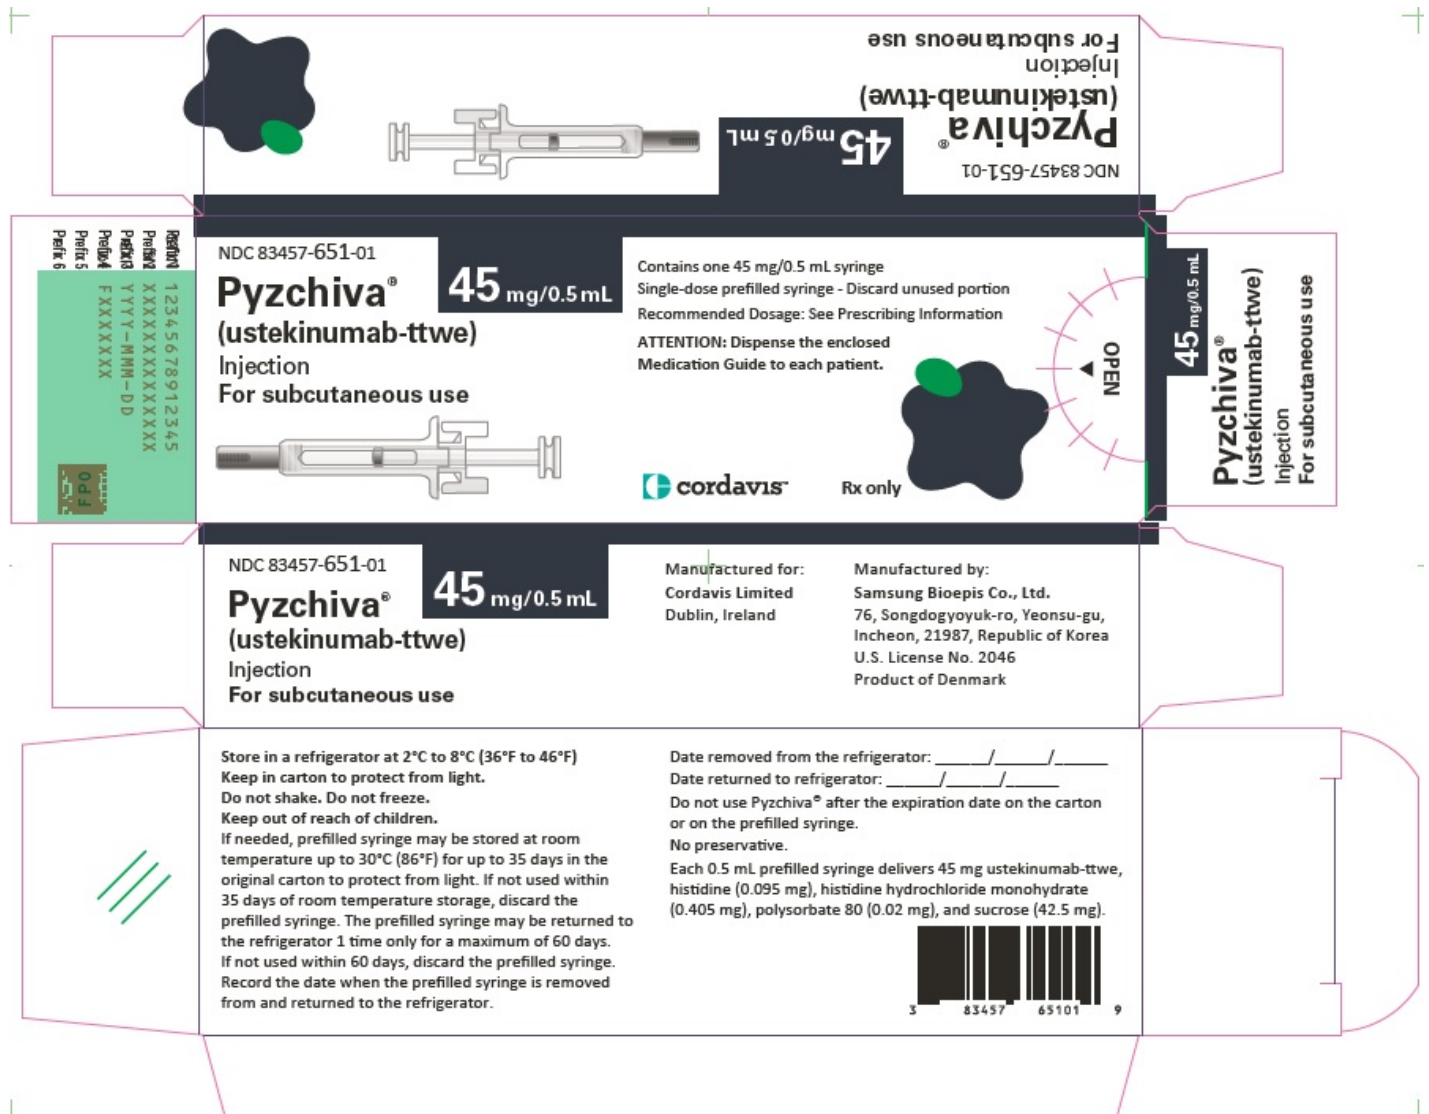 NDC 83457-651-01
Pyzchiva®
(ustekinumab-ttwe)
Injection
For subcutaneous use
45 mg/0.5 mL
Prefix 5
Prefix 6
123456789112345
XXXXXXXXXXXXXXX
YYYY-MMM-DD
FXXXXXXX
FPO
NDC 83457-651-01
Pyzchiva®
(ustekinumab-ttwe)
Injection
For subcutaneous use
45 mg/0.5 mL
Contains one 45 mg/0.5 mL syringe
Single-dose prefilled syringe - Discard unused portion
Recommended Dosage: See Prescribing Information
ATTENTION: Dispense the enclosed
Medication Guide to each patient.
cordavis™
Rx only
OPEN
45 mg/0.5 mL
Pyzchiva®
(ustekinumab-ttwe)
Injection
For subcutaneous use
NDC 83457-651-01
Pyzchiva®
(ustekinumab-ttwe)
Injection
For subcutaneous use
45 mg/0.5 mL
Manufactured for:
Cordavis Limited
Dublin, Ireland
Manufactured by:
Samsung Bioepis Co., Ltd.
76, Songdogyoyuk-ro, Yeonsu-gu,
Incheon, 21987, Republic of Korea
U.S. License No. 2046
Product of Denmark
Store in a refrigerator at 2°C to 8°C (36°F to 46°F)
Keep in carton to protect from light.
Do not shake. Do not freeze.
Keep out of reach of children.
If needed, prefilled syringe may be stored at room
temperature up to 30°C (86°F) for up to 35 days in the
original carton to protect from light. If not used within
35 days of room temperature storage, discard the
prefilled syringe. The prefilled syringe may be returned to
the refrigerator 1 time only for a maximum of 60 days.
If not used within 60 days, discard the prefilled syringe.
Record the date when the prefilled syringe is removed
from and returned to the refrigerator.
Date removed from the refrigerator: ______/______/______
Date returned to refrigerator: ______/______/______
Do not use Pyzchiva® after the expiration date on the carton
or on the prefilled syringe.
No preservative.
Each 0.5 mL prefilled syringe delivers 45 mg ustekinumab-ttwe,
histidine (0.095 mg), histidine hydrochloride monohydrate
(0.405 mg), polysorbate 80 (0.02 mg), and sucrose (42.5 mg).
3 83457 65101 9